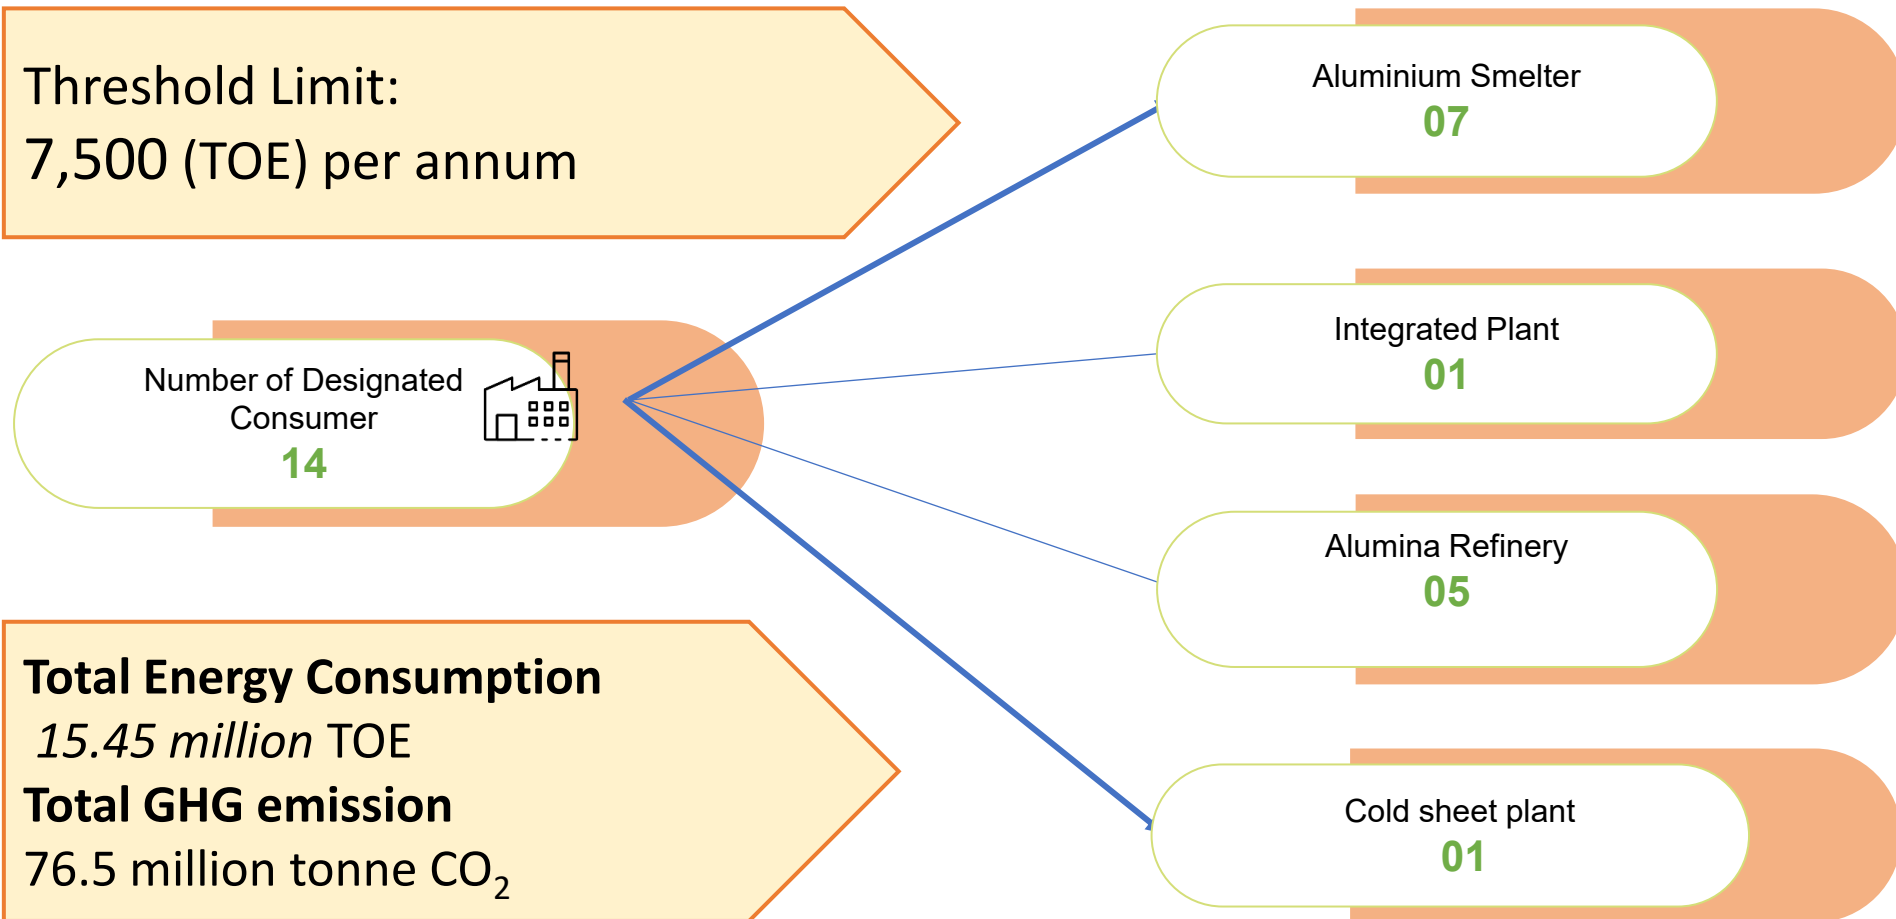 Threshold Limit:
7,500 (TOE) per annum
Number of Designated
Consumer
14
Total Energy Consumption
15.45 million TOE
Total GHG emission
76.5 million tonne CO₂
Aluminium Smelter
07
Integrated Plant
01
Alumina Refinery
05
Cold sheet plant
01